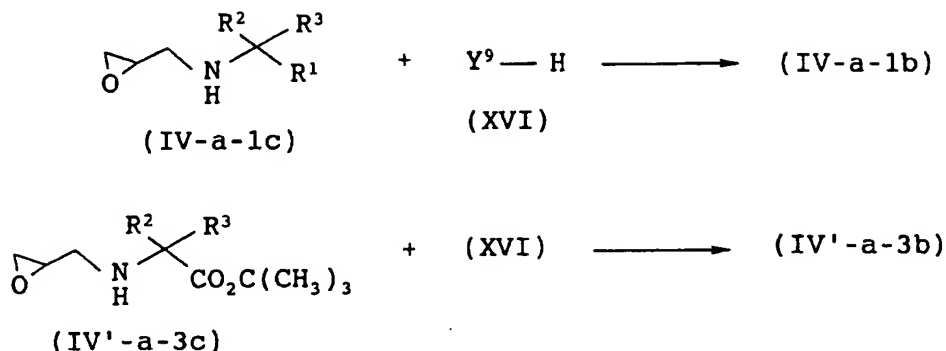 R² R³
O N H R¹ + Y⁹— H (IV-a-1b)
(XVI)
(IV-a-1c)
R² R³
O N H CO₂C(CH₃)₃ + (XVI) (IV'-a-3b)
(IV'-a-3c)